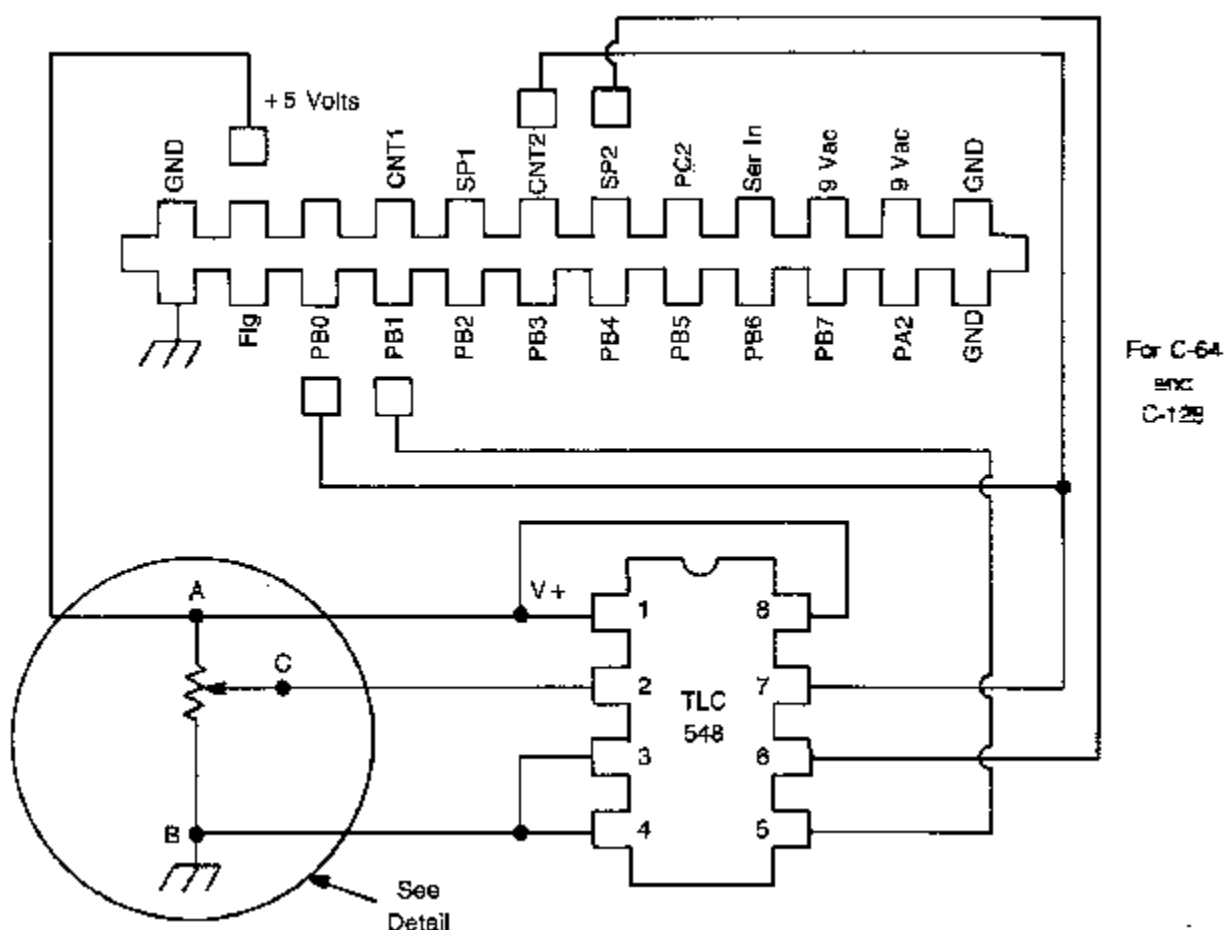 +5 Volts
GND
CNT1
SP1
CNT2
SP2
PC2
Ser In
9 Vac
9 Vac
GND
Flg
PB0
PB1
PB2
PB3
PB4
PB5
PB6
PB7
PA2
GND
For C-64
and
C-128
A
V+
1
8
C
2
7
TLC
548
3
6
B
4
5
See
Detail